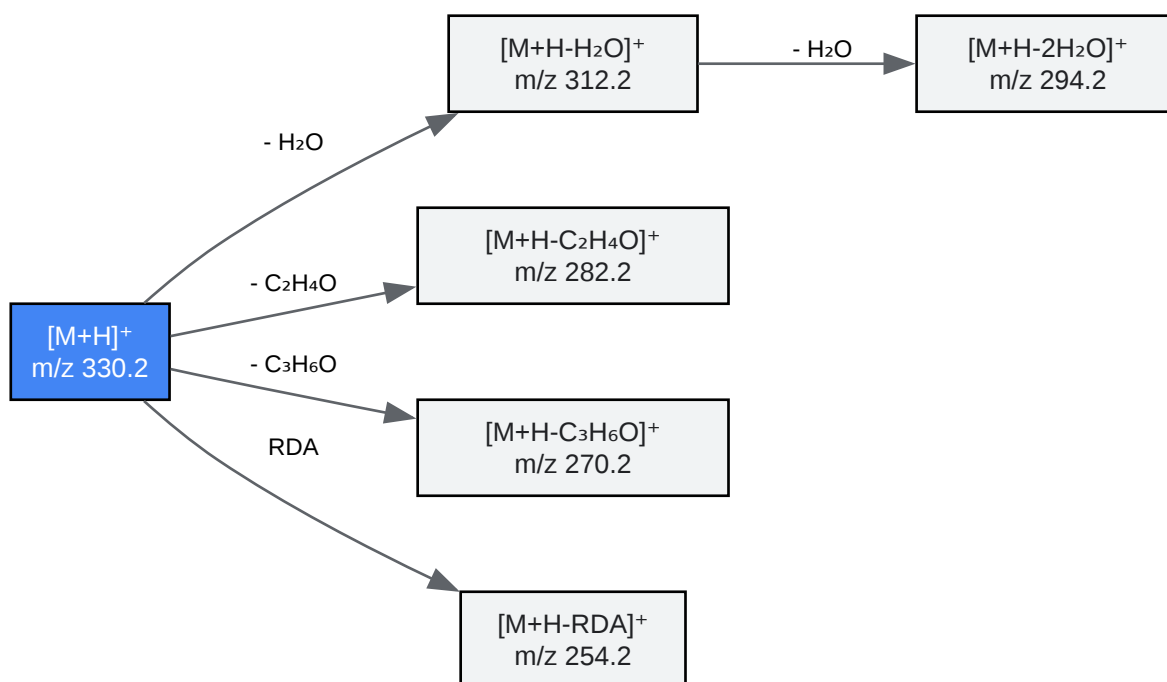 [M+H-H₂O]⁺
m/z 312.2
- H₂O
[M+H-2H₂O]⁺
m/z 294.2
- H₂O
[M+H-C₂H₄O]⁺
m/z 282.2
- C₂H₄O
[M+H]⁺
m/z 330.2
- C₃H₆O
[M+H-C₃H₆O]⁺
m/z 270.2
RDA
[M+H-RDA]⁺
m/z 254.2